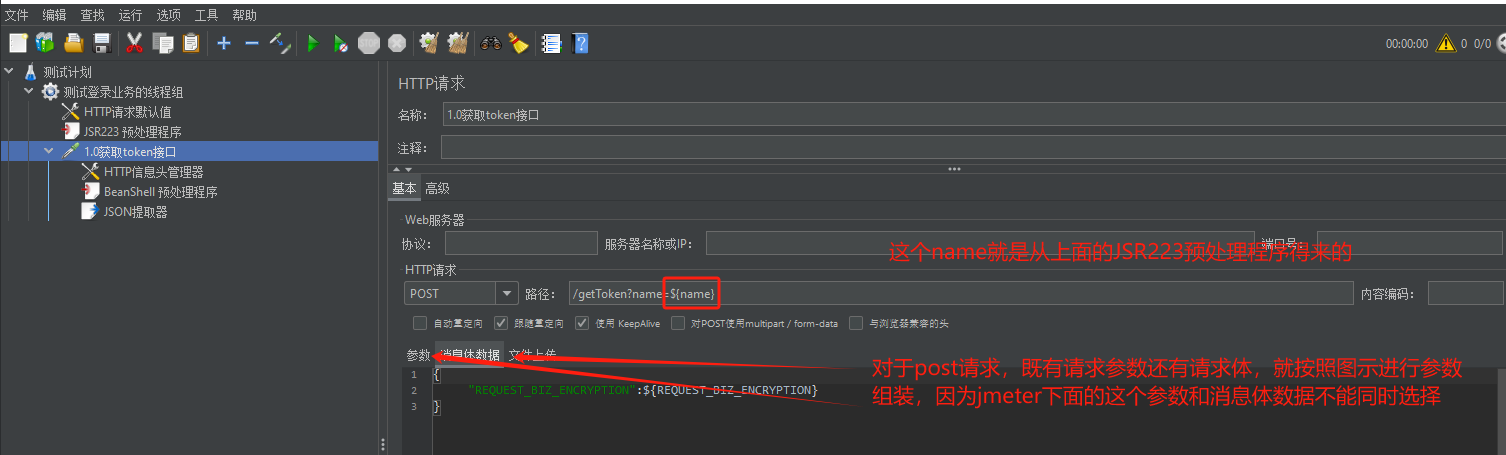 文件 编辑 查找 运行 选项 工具 帮助
STOP
00:00:00 0 0/0
测试计划
测试登录业务的线程组
HTTP请求默认值
JSR223 预处理程序
1.0获取token接口
HTTP信息头管理器
BeanShell 预处理程序
JSON提取器
HTTP请求
名称： 1.0获取token接口
注释：
基本 高级
Web服务器
协议： 服务器名称或IP： 端口号：
这个name就是从上面的JSR223预处理程序得来的
HTTP请求
POST 路径： /getToken?name=${name} 内容编码：
自动重定向 跟随重定向 使用 KeepAlive 对POST使用multipart / form-data 与浏览器兼容的头
参数 消息体数据 文件上传
1 {
2 "REQUEST_BIZ_ENCRYPTION":${REQUEST_BIZ_ENCRYPTION}
3 }
对于post请求，既有请求参数还有请求体，就按照图示进行参数
组装，因为jmeter下面的这个参数和消息体数据不能同时选择